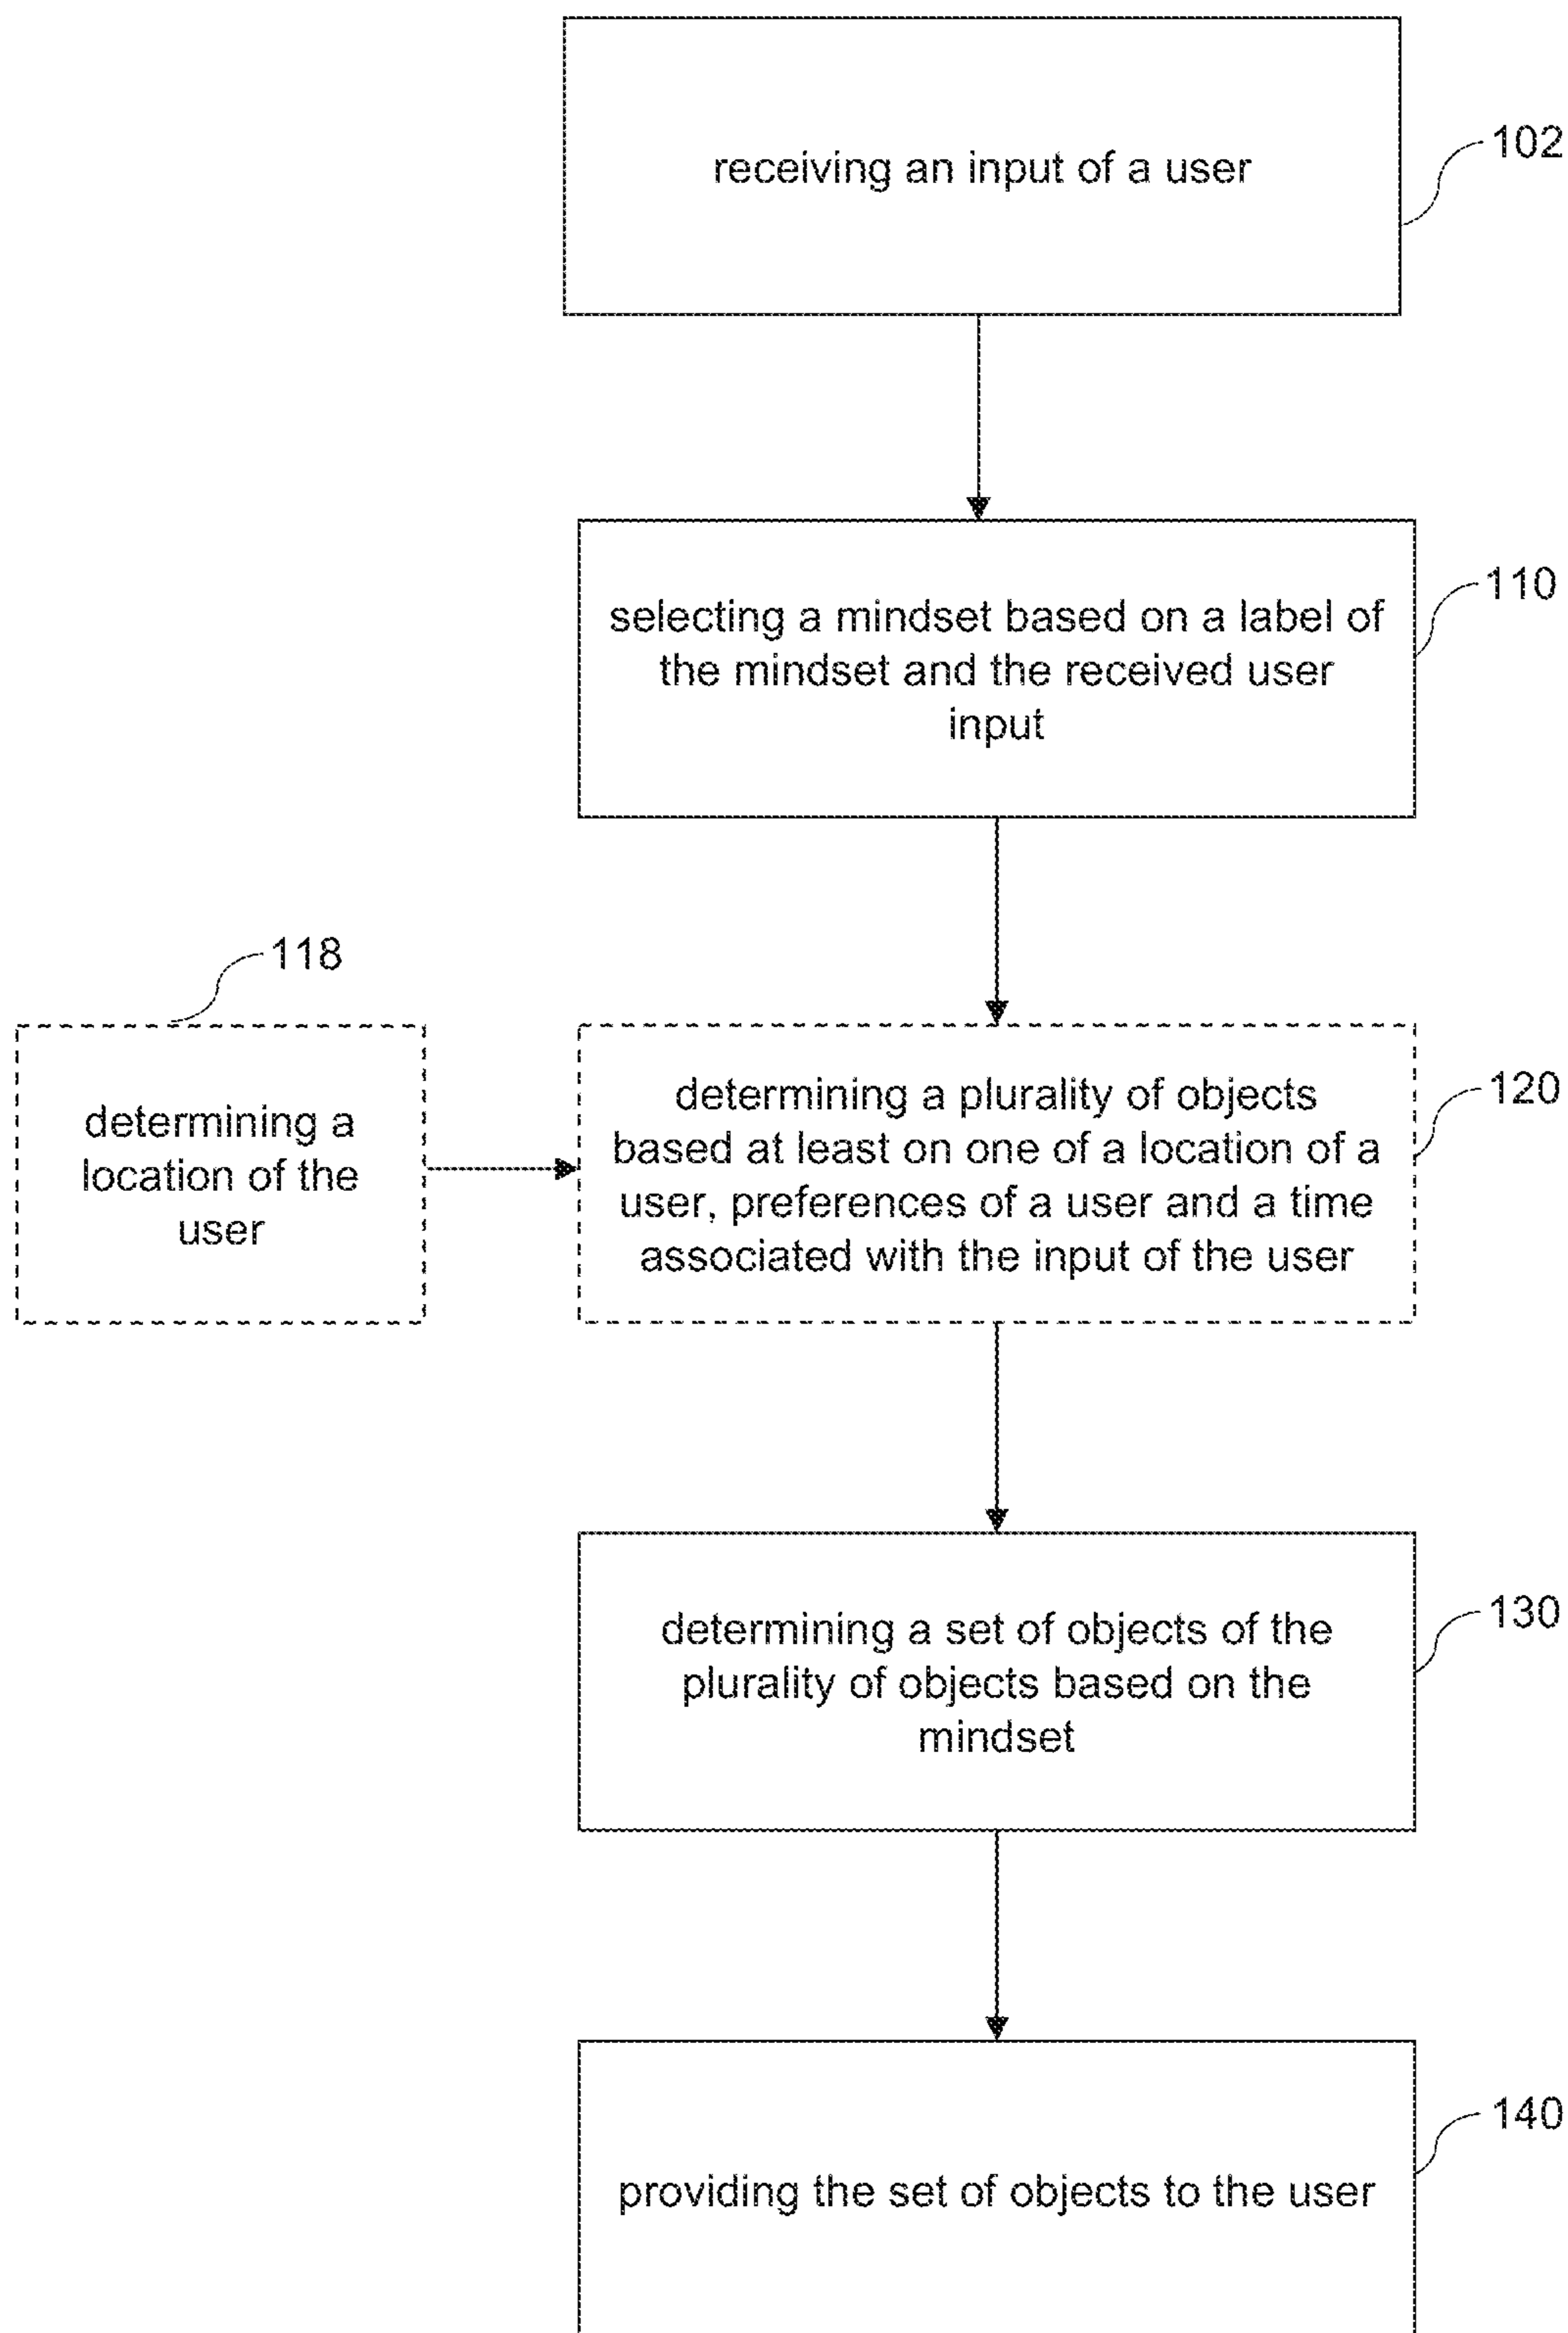 receiving an input of a user
102
selecting a mindset based on a label of
the mindset and the received user
input
110
118
determining a
location of the
user
determining a plurality of objects
based at least on one of a location of a
user, preferences of a user and a time
associated with the input of the user
120
determining a set of objects of the
plurality of objects based on the
mindset
130
providing the set of objects to the user
140